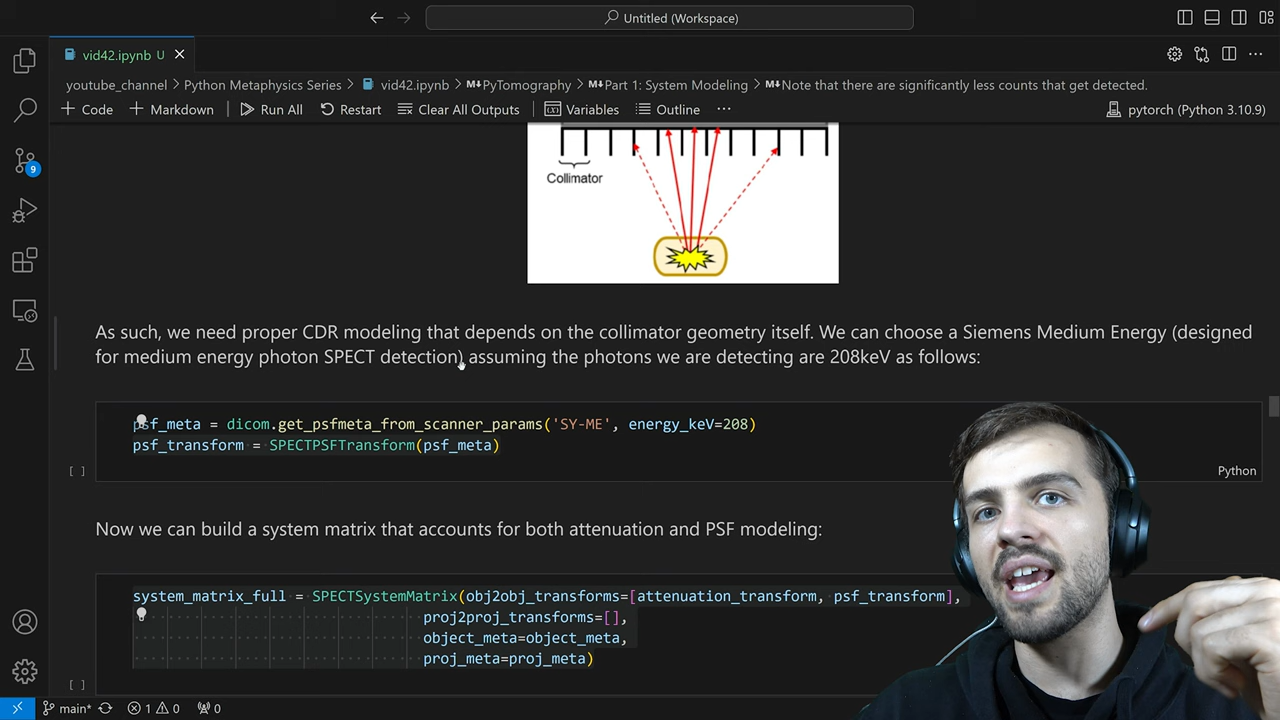 Untitled (Workspace)
vid42.ipynb U
youtube_channel > Python Metaphysics Series > vid42.ipynb > PyTomography > Part 1: System Modeling > Note that there are significantly less counts that get detected.
+ Code + Markdown Run All Restart Clear All Outputs Variables Outline ... pytorch (Python 3.10.9)
Collimator
As such, we need proper CDR modeling that depends on the collimator geometry itself. We can choose a Siemens Medium Energy (designed
for medium energy photon SPECT detection) assuming the photons we are detecting are 208keV as follows:
psf_meta = dicom.get_psfmeta_from_scanner_params('SY-ME', energy_keV=208)
psf_transform = SPECTPSFTransform(psf_meta)
[ ]
Python
Now we can build a system matrix that accounts for both attenuation and PSF modeling:
system_matrix_full = SPECTSystemMatrix(obj2obj_transforms=[attenuation_transform, psf_transform],
proj2proj_transforms=[],
object_meta=object_meta,
proj_meta=proj_meta)
[ ]
9
main* 1 0 0